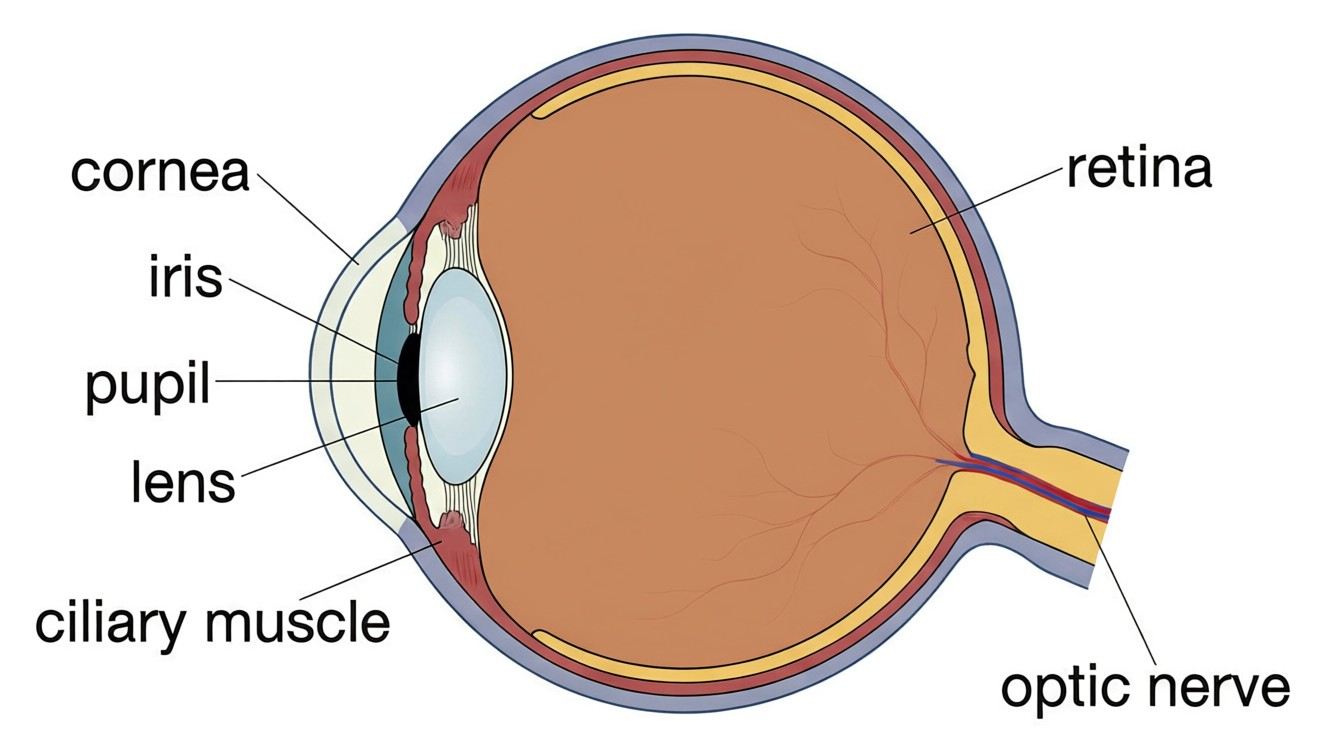 cornea
iris
pupil
lens
ciliary muscle
retina
optic nerve